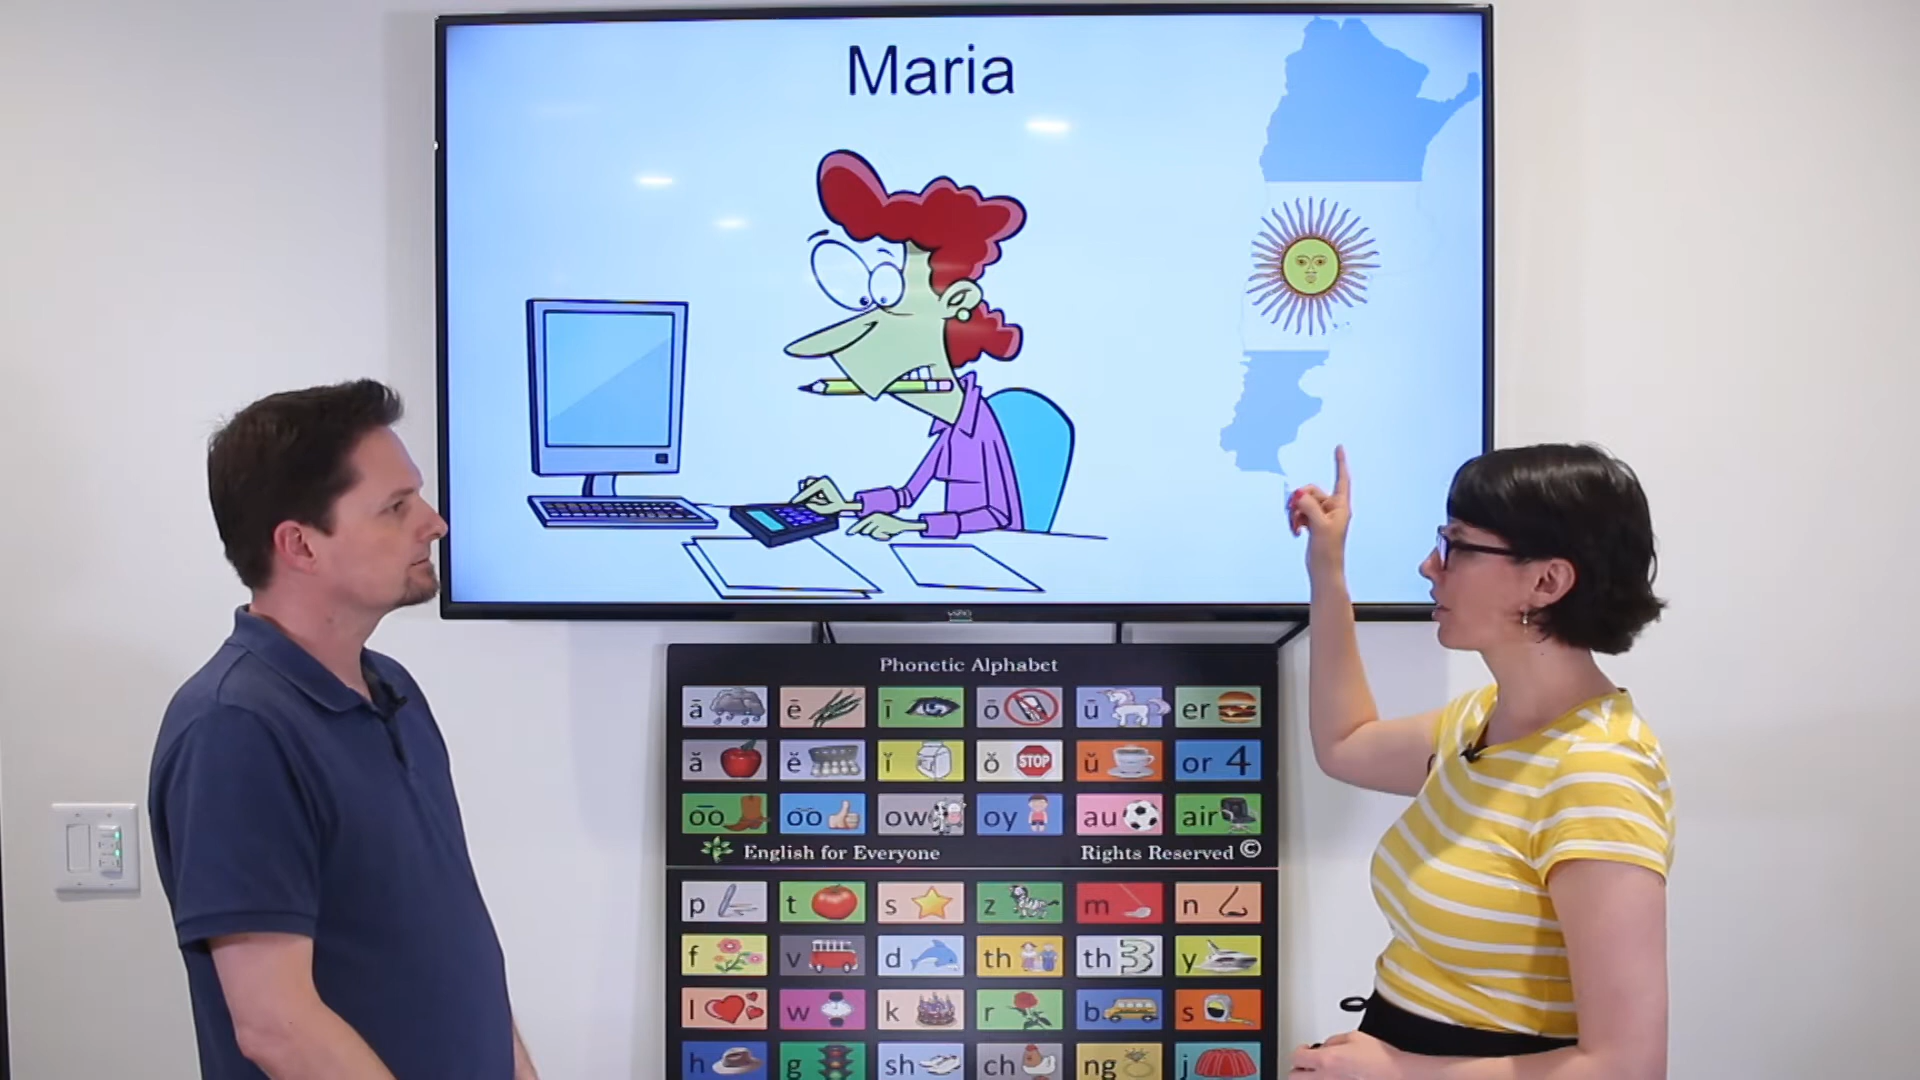 Maria
VIZIO
Phonetic Alphabet
ā ē ī ō ū er
ă ĕ ĭ ŏ STOP ŭ or 4
o͞o o͝o ow oy au air
English for Everyone Rights Reserved ©
p t s z m n
f v d th th 3 y
l w k r b s
h g sh ch ng j